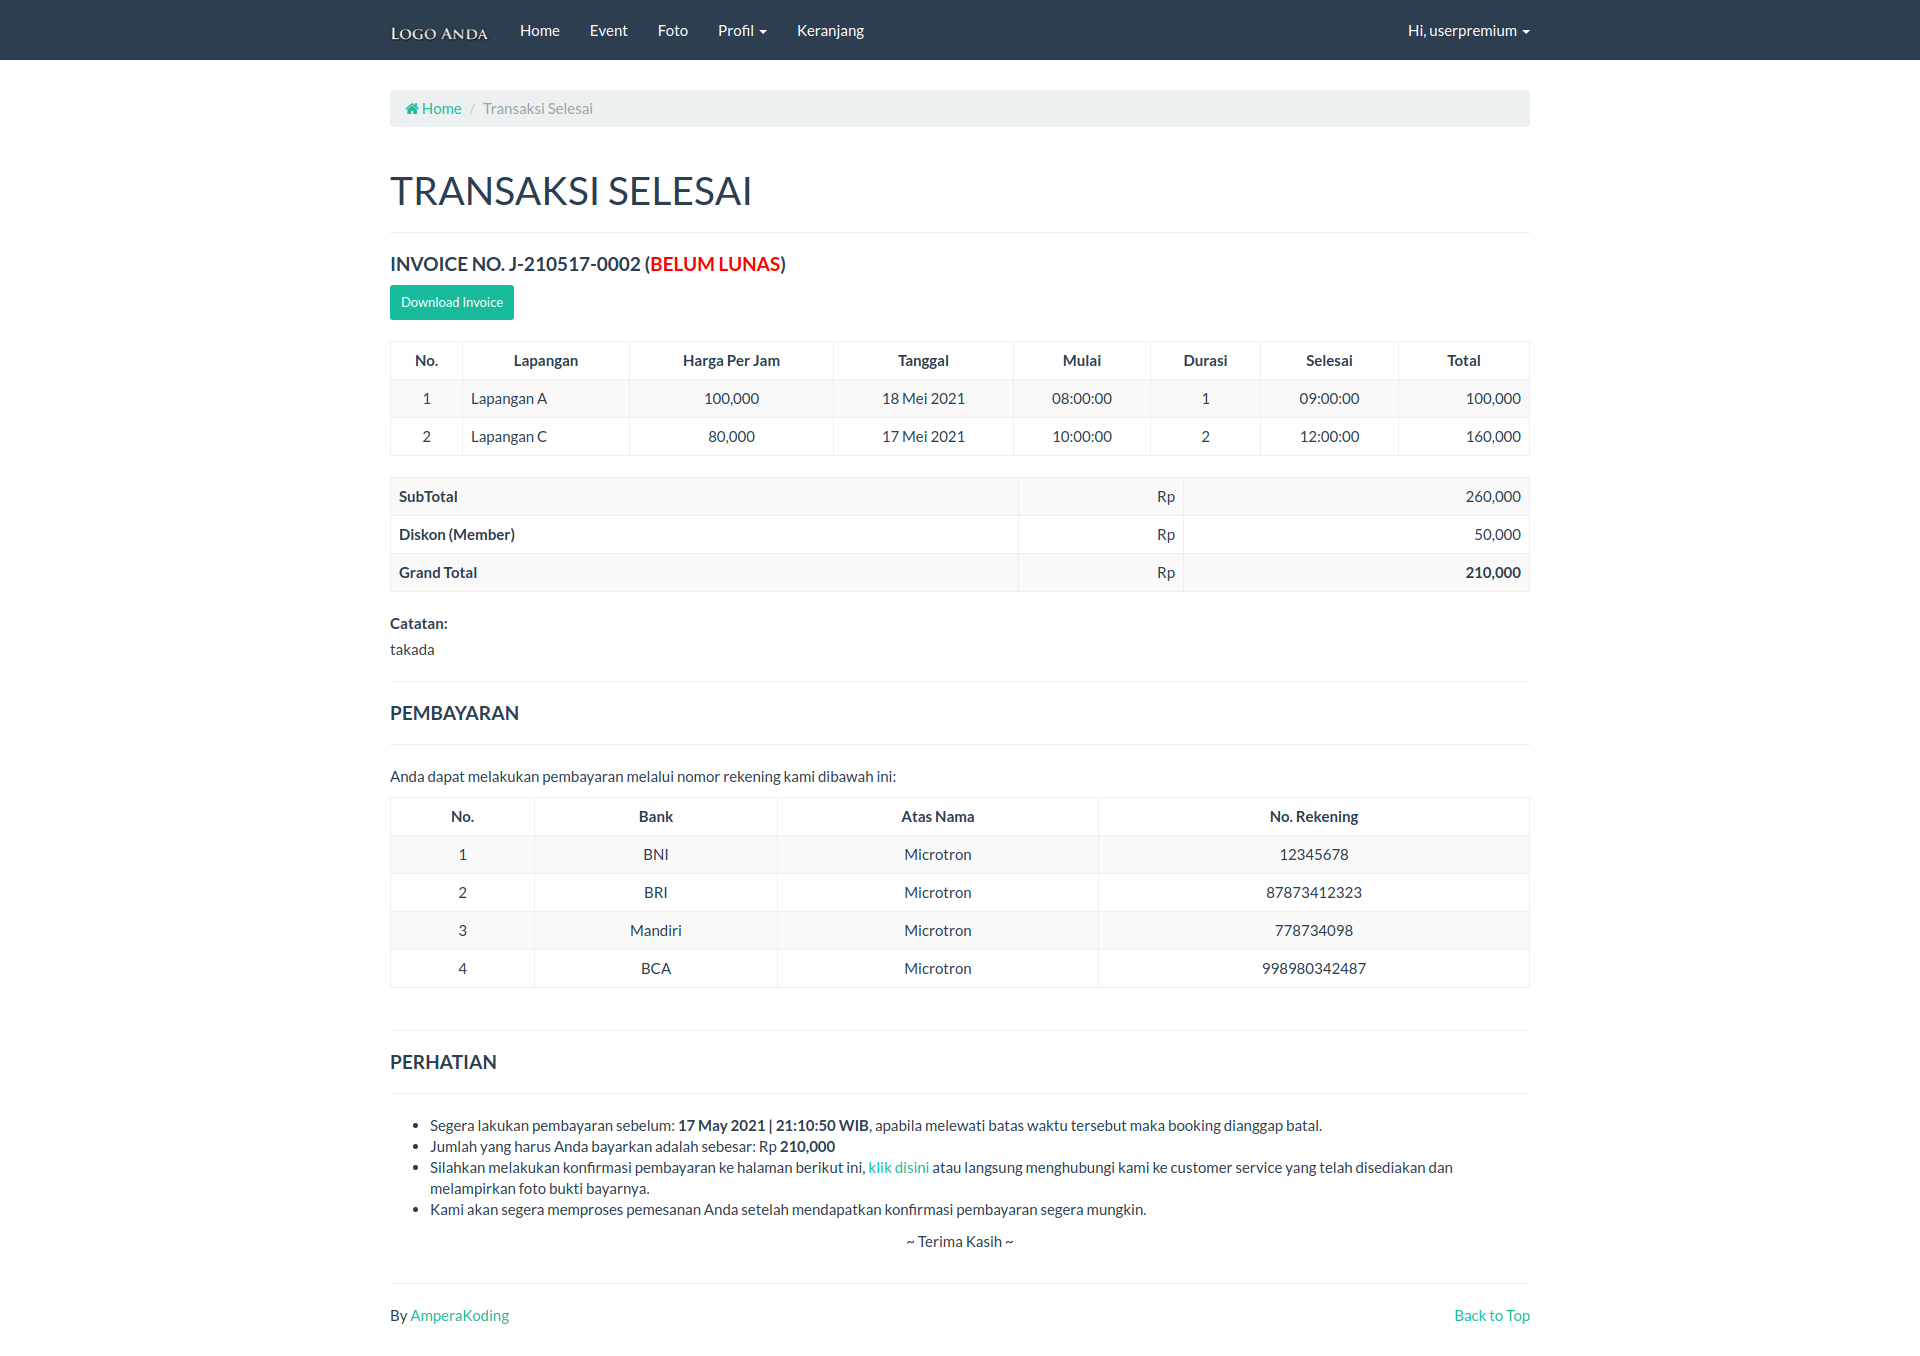 LOGO ANDA Home Event Foto Profil Keranjang Hi, userpremium
Home / Transaksi Selesai
TRANSAKSI SELESAI
INVOICE NO. J-210517-0002 (BELUM LUNAS)
Download Invoice
No. Lapangan Harga Per Jam Tanggal Mulai Durasi Selesai Total
1 Lapangan A 100,000 18 Mei 2021 08:00:00 1 09:00:00 100,000
2 Lapangan C 80,000 17 Mei 2021 10:00:00 2 12:00:00 160,000
SubTotal Rp 260,000
Diskon (Member) Rp 50,000
Grand Total Rp 210,000
Catatan:
takada
PEMBAYARAN
Anda dapat melakukan pembayaran melalui nomor rekening kami dibawah ini:
No. Bank Atas Nama No. Rekening
1 BNI Microtron 12345678
2 BRI Microtron 87873412323
3 Mandiri Microtron 778734098
4 BCA Microtron 998980342487
PERHATIAN
• Segera lakukan pembayaran sebelum: 17 May 2021 | 21:10:50 WIB, apabila melewati batas waktu tersebut maka booking dianggap batal.
• Jumlah yang harus Anda bayarkan adalah sebesar: Rp 210,000
• Silahkan melakukan konfirmasi pembayaran ke halaman berikut ini, klik disini atau langsung menghubungi kami ke customer service yang telah disediakan dan
melampirkan foto bukti bayarnya.
• Kami akan segera memproses pemesanan Anda setelah mendapatkan konfirmasi pembayaran segera mungkin.
~ Terima Kasih ~
By AmperaKoding Back to Top